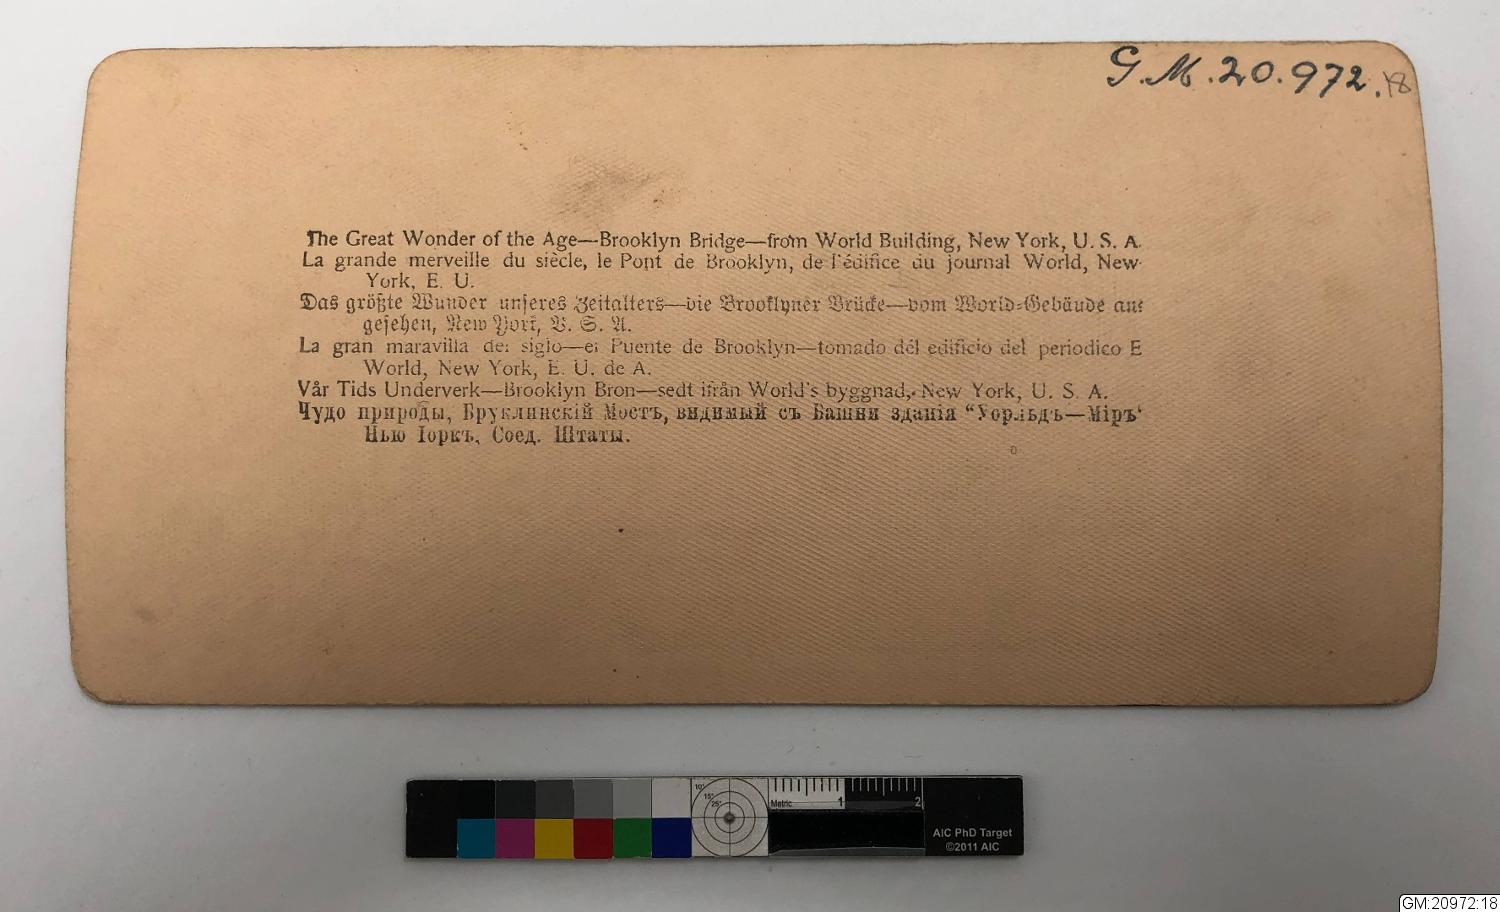 G.M.20.972.18
The Great Wonder of the Age—Brooklyn Bridge—from World Building, New York, U. S. A.
La grande merveille du siècle, le Pont de Brooklyn, de l'édifice du journal World, New
York, E. U.
Das größte Wunder unseres Zeitalters—die Brooklyner Brücke—vom World-Gebäude aus
gesehen, New York, V. S. A.
La gran maravilla del siglo—el Puente de Brooklyn—tomado del edificio del periodico E
World, New York, E. U. de A.
Vår Tids Underverk—Brooklyn Bron—sedt ifrån World's byggnad, New York, U. S. A.
Чудо природы, Бруклинскій Мостъ, видимый съ Башни зданія "Уорльдъ—Міръ"
Нью Іоркъ, Соед. Штаты.
10°
15°
25°
Metric
1
2
AIC PhD Target
©2011 AIC
GM:20972:18